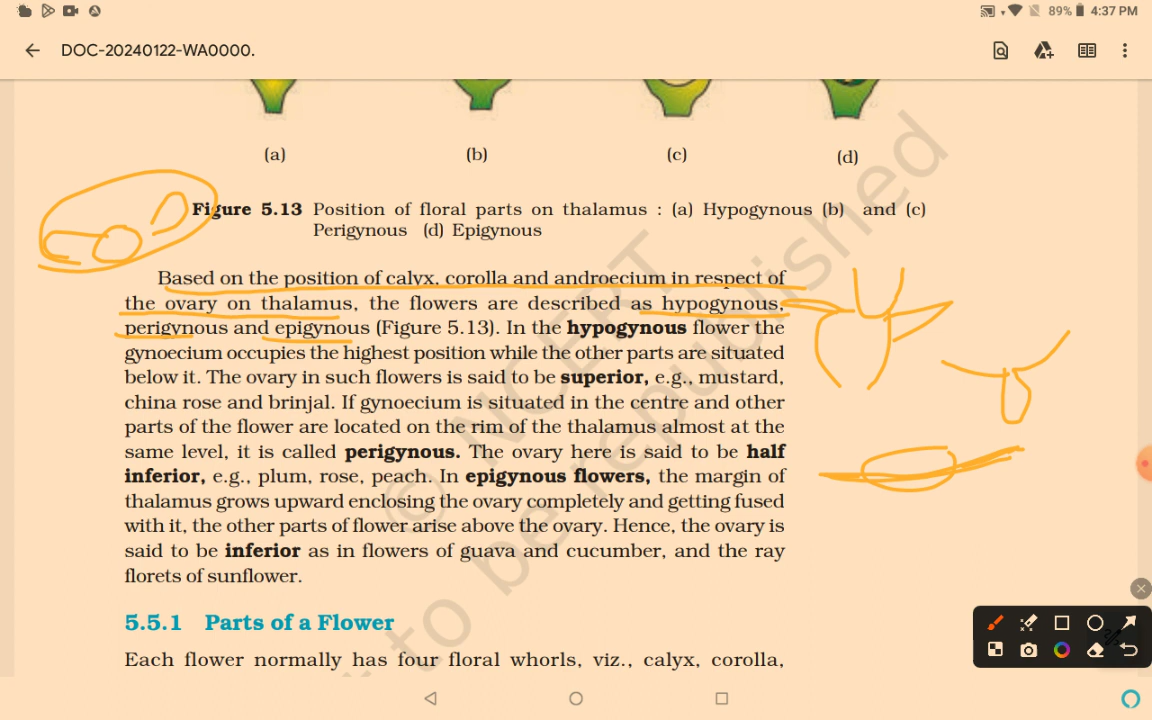 89% 4:37 PM
DOC-20240122-WA0000.
(a) (b) (c) (d)
Figure 5.13 Position of floral parts on thalamus : (a) Hypogynous (b) and (c)
Perigynous (d) Epigynous
Based on the position of calyx, corolla and androecium in respect of
the ovary on thalamus, the flowers are described as hypogynous,
perigynous and epigynous (Figure 5.13). In the hypogynous flower the
gynoecium occupies the highest position while the other parts are situated
below it. The ovary in such flowers is said to be superior, e.g., mustard,
china rose and brinjal. If gynoecium is situated in the centre and other
parts of the flower are located on the rim of the thalamus almost at the
same level, it is called perigynous. The ovary here is said to be half
inferior, e.g., plum, rose, peach. In epigynous flowers, the margin of
thalamus grows upward enclosing the ovary completely and getting fused
with it, the other parts of flower arise above the ovary. Hence, the ovary is
said to be inferior as in flowers of guava and cucumber, and the ray
florets of sunflower.
5.5.1 Parts of a Flower
Each flower normally has four floral whorls, viz., calyx, corolla,
© NCERT
to be republished